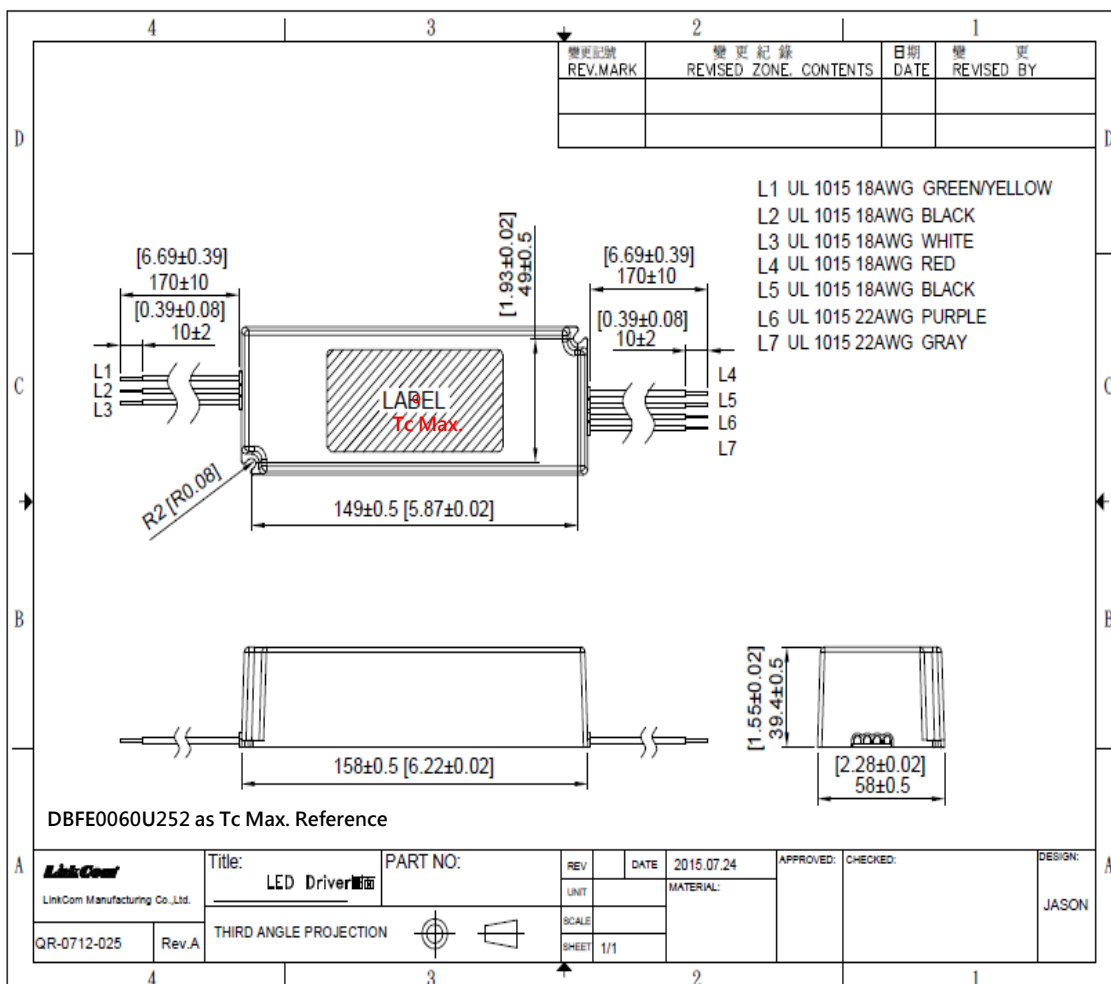 4 3 2 1
變更記號 變更紀錄 日期 變更
REV.MARK REVISED ZONE. CONTENTS DATE REVISED BY
D D
L1 UL 1015 18AWG GREEN/YELLOW
L2 UL 1015 18AWG BLACK
L3 UL 1015 18AWG WHITE
L4 UL 1015 18AWG RED
L5 UL 1015 18AWG BLACK
L6 UL 1015 22AWG PURPLE
L7 UL 1015 22AWG GRAY
[6.69±0.39]
170±10
[0.39±0.08]
10±2
[1.93±0.02]
49±0.5
[6.69±0.39]
170±10
[0.39±0.08]
10±2
C C
L1
L2
L3
LABEL
Tc Max.
L4
L5
L6
L7
R2 [R0.08]
149±0.5 [5.87±0.02]
B B
[1.55±0.02]
39.4±0.5
158±0.5 [6.22±0.02]
[2.28±0.02]
58±0.5
DBFE0060U252 as Tc Max. Reference
A A
LinkCom
LinkCom Manufacturing Co.,Ltd.
QR-0712-025 Rev.A
Title:
LED Driver
PART NO:
THIRD ANGLE PROJECTION
REV DATE 2015.07.24
UNIT MATERIAL:
SCALE
SHEET 1/1
APPROVED: CHECKED:
DESIGN:
JASON
4 3 2 1